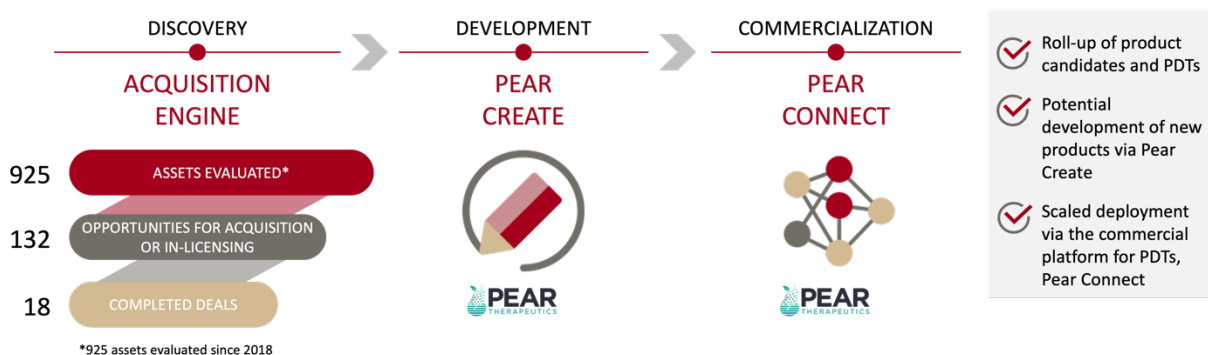 DISCOVERY
ACQUISITION
ENGINE
925
ASSETS EVALUATED*
132
OPPORTUNITIES FOR ACQUISITION
OR IN-LICENSING
18
COMPLETED DEALS
*925 assets evaluated since 2018
DEVELOPMENT
PEAR
CREATE
PEAR
THERAPEUTICS
COMMERCIALIZATION
PEAR
CONNECT
PEAR
THERAPEUTICS
Roll-up of product
candidates and PDTs
Potential
development of new
products via Pear
Create
Scaled deployment
via the commercial
platform for PDTs,
Pear Connect